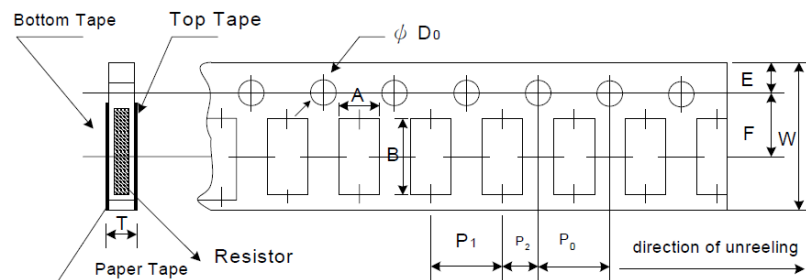 Bottom Tape
Top Tape
ϕ D0
A
B
E
F
W
T
Resistor
Paper Tape
P1
P2
P0
direction of unreeling